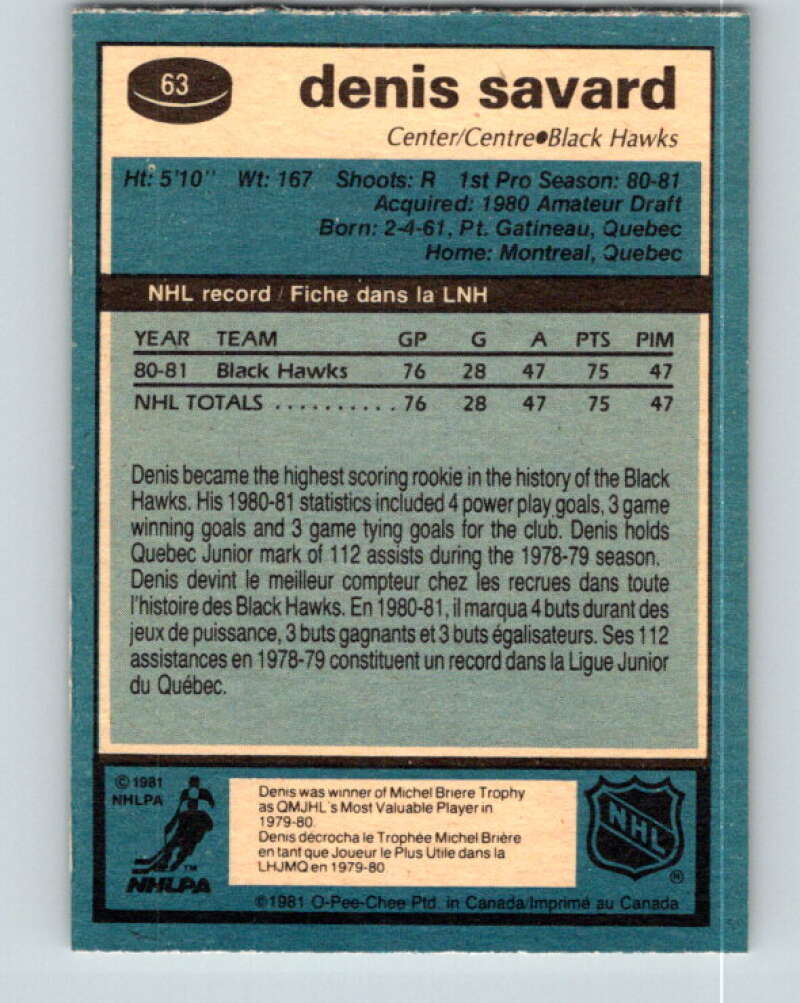 63
denis savard
Center/Centre●Black Hawks
Ht: 5'10" Wt: 167 Shoots: R 1st Pro Season: 80-81
Acquired: 1980 Amateur Draft
Born: 2-4-61, Pt. Gatineau, Quebec
Home: Montreal, Quebec
NHL record / Fiche dans la LNH
YEAR TEAM GP G A PTS PIM
80-81 Black Hawks 76 28 47 75 47
NHL TOTALS .......... 76 28 47 75 47
Denis became the highest scoring rookie in the history of the Black
Hawks. His 1980-81 statistics included 4 power play goals, 3 game
winning goals and 3 game tying goals for the club. Denis holds
Quebec Junior mark of 112 assists during the 1978-79 season.
Denis devint le meilleur compteur chez les recrues dans toute
l'histoire des Black Hawks. En 1980-81, il marqua 4 buts durant des
jeux de puissance, 3 buts gagnants et 3 buts égalisateurs. Ses 112
assistances en 1978-79 constituent un record dans la Ligue Junior
du Québec.
© 1981
NHLPA
TM
NHLPA
Denis was winner of Michel Briere Trophy
as QMJHL's Most Valuable Player in
1979-80.
Denis décrocha le Trophée Michel Brière
en tant que Joueur le Plus Utile dans la
LHJMQ en 1979-80
NHL
®
©1981 O-Pee-Chee Ptd. in Canada/Imprimé au Canada